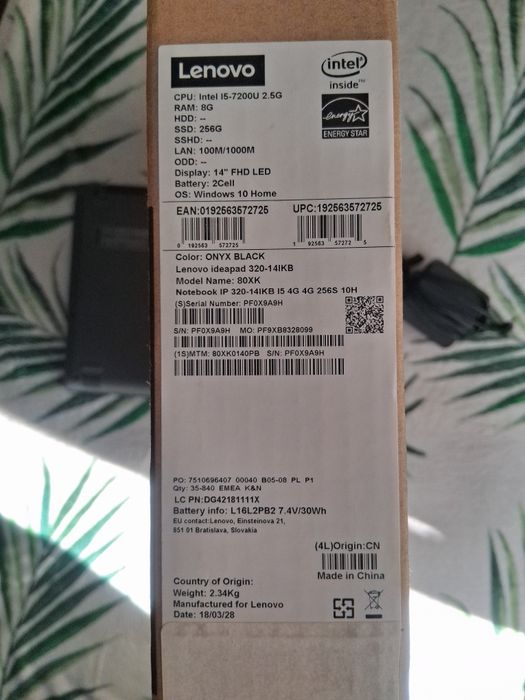 Lenovo
intel
inside™
energy
ENERGY STAR
CPU: Intel I5-7200U 2.5G
RAM: 8G
HDD: --
SSD: 256G
SSHD: --
LAN: 100M/1000M
ODD: --
Display: 14" FHD LED
Battery: 2Cell
OS: Windows 10 Home
EAN:0192563572725 UPC:192563572725
0 192563 572725 1 92563 57272 5
Color: ONYX BLACK
Lenovo ideapad 320-14IKB
Model Name: 80XK
Notebook IP 320-14IKB I5 4G 4G 256S 10H
(S)Serial Number: PF0X9A9H
S/N: PF0X9A9H MO: PF9XB9328099
(1S)MTM: 80XK0140PB S/N: PF0X9A9H
PO: 7510696407 00040 B05-08 PL P1
Qty: 35-840 EMEA K&N
LC PN:DG42181111X
Battery info: L16L2PB2 7.4V/30Wh
EU contact:Lenovo, Einsteinova 21,
851 01 Bratislava, Slovakia
(4L)Origin:CN
Made in China
Country of Origin:
Weight: 2.34Kg
Manufactured for Lenovo
Date: 18/03/28